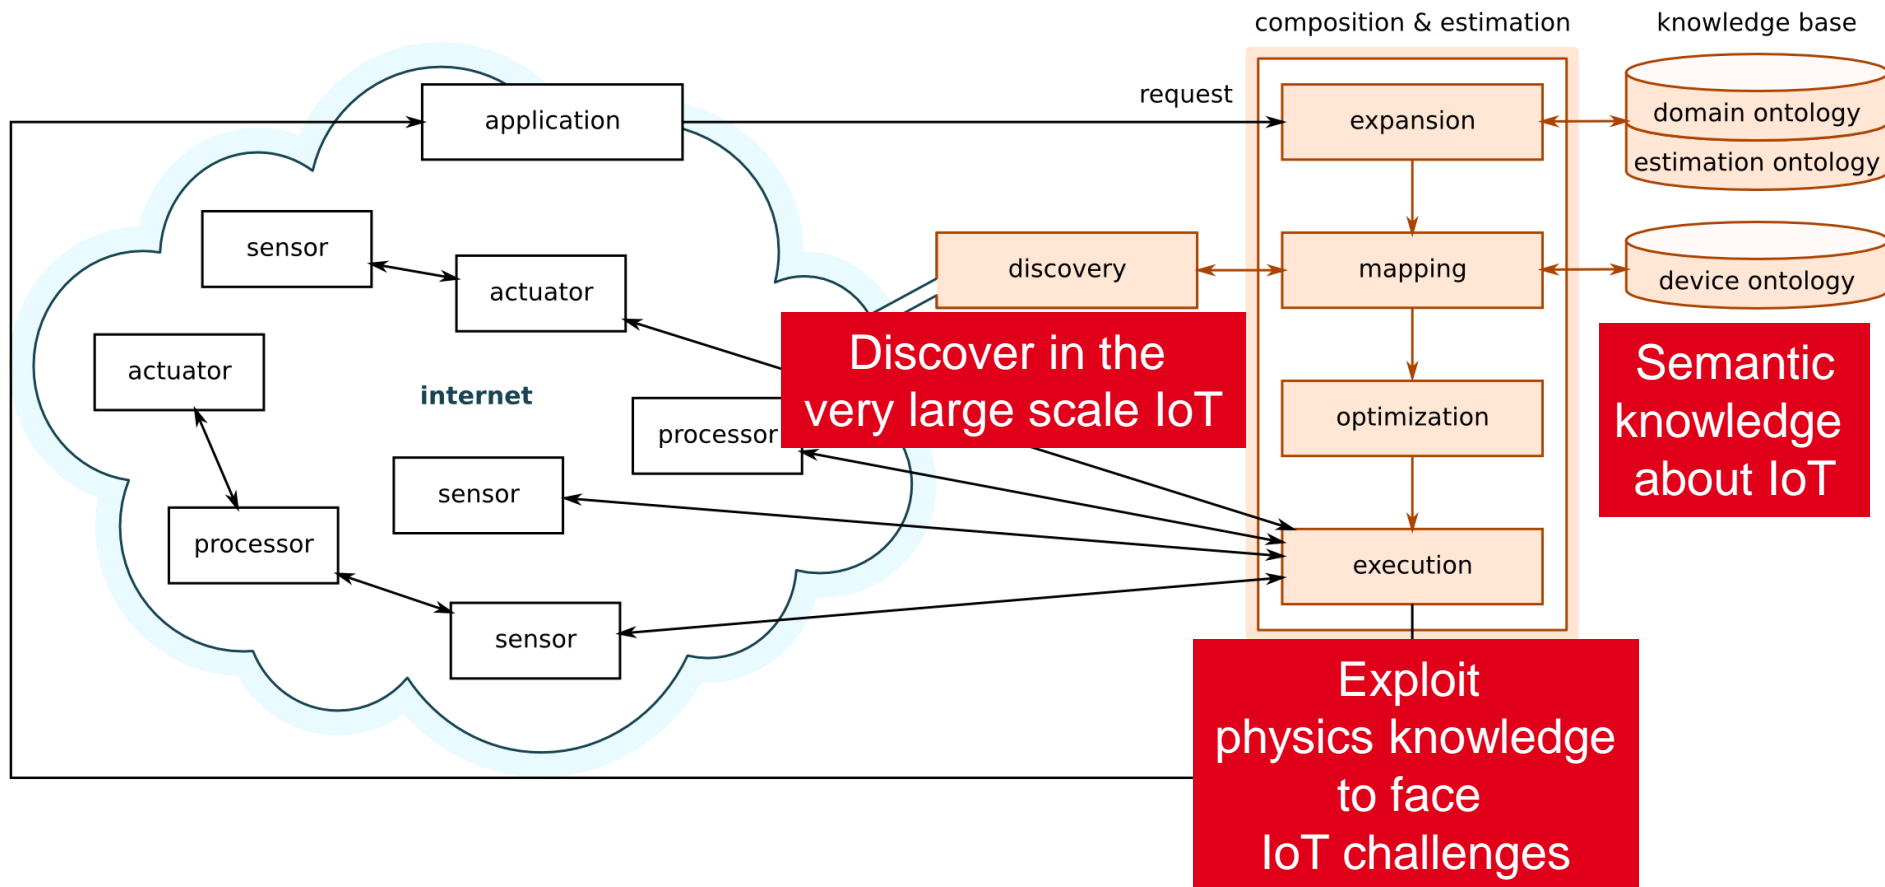 composition & estimation
knowledge base
request
application
expansion
domain ontology
estimation ontology
sensor
actuator
discovery
mapping
device ontology
actuator
internet
Discover in the
very large scale IoT
Semantic
knowledge
about IoT
processor
optimization
sensor
processor
execution
sensor
Exploit
physics knowledge
to face
IoT challenges